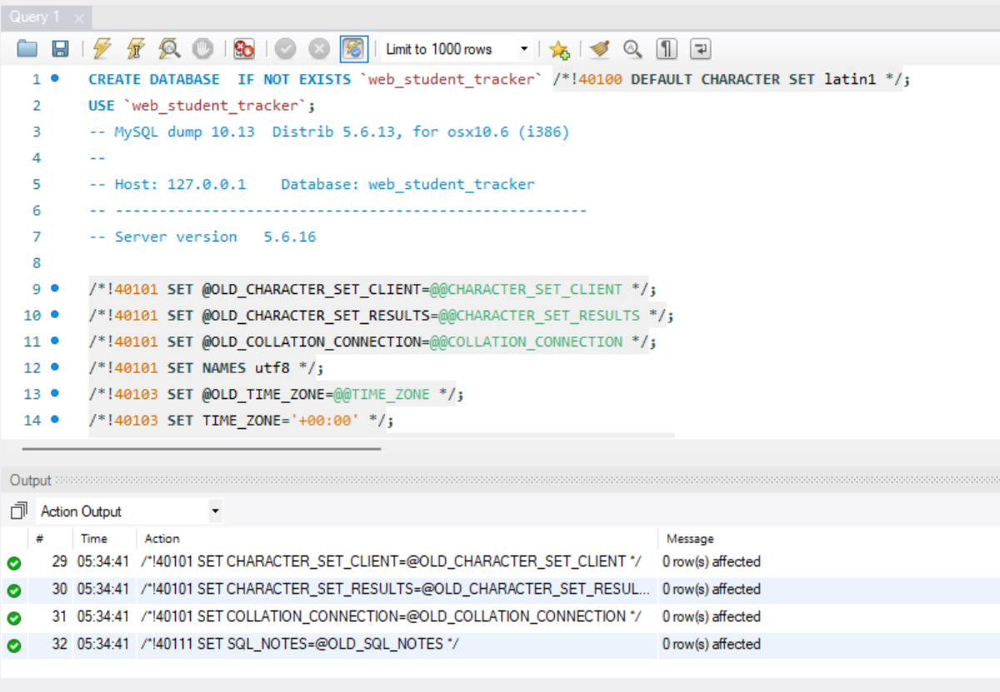 Query 1
Limit to 1000 rows
1 CREATE DATABASE  IF NOT EXISTS `web_student_tracker` /*!40100 DEFAULT CHARACTER SET latin1 */;
2 USE `web_student_tracker`;
3 -- MySQL dump 10.13  Distrib 5.6.13, for osx10.6 (i386)
4 --
5 -- Host: 127.0.0.1    Database: web_student_tracker
6 -- ------------------------------------------------------
7 -- Server version   5.6.16
8
9 /*!40101 SET @OLD_CHARACTER_SET_CLIENT=@@CHARACTER_SET_CLIENT */;
10 /*!40101 SET @OLD_CHARACTER_SET_RESULTS=@@CHARACTER_SET_RESULTS */;
11 /*!40101 SET @OLD_COLLATION_CONNECTION=@@COLLATION_CONNECTION */;
12 /*!40101 SET NAMES utf8 */;
13 /*!40103 SET @OLD_TIME_ZONE=@@TIME_ZONE */;
14 /*!40103 SET TIME_ZONE='+00:00' */;
Output
Action Output
# Time Action Message
29 05:34:41 /*!40101 SET CHARACTER_SET_CLIENT=@OLD_CHARACTER_SET_CLIENT */ 0 row(s) affected
30 05:34:41 /*!40101 SET CHARACTER_SET_RESULTS=@OLD_CHARACTER_SET_RESUL... 0 row(s) affected
31 05:34:41 /*!40101 SET COLLATION_CONNECTION=@OLD_COLLATION_CONNECTION */ 0 row(s) affected
32 05:34:41 /*!40111 SET SQL_NOTES=@OLD_SQL_NOTES */ 0 row(s) affected